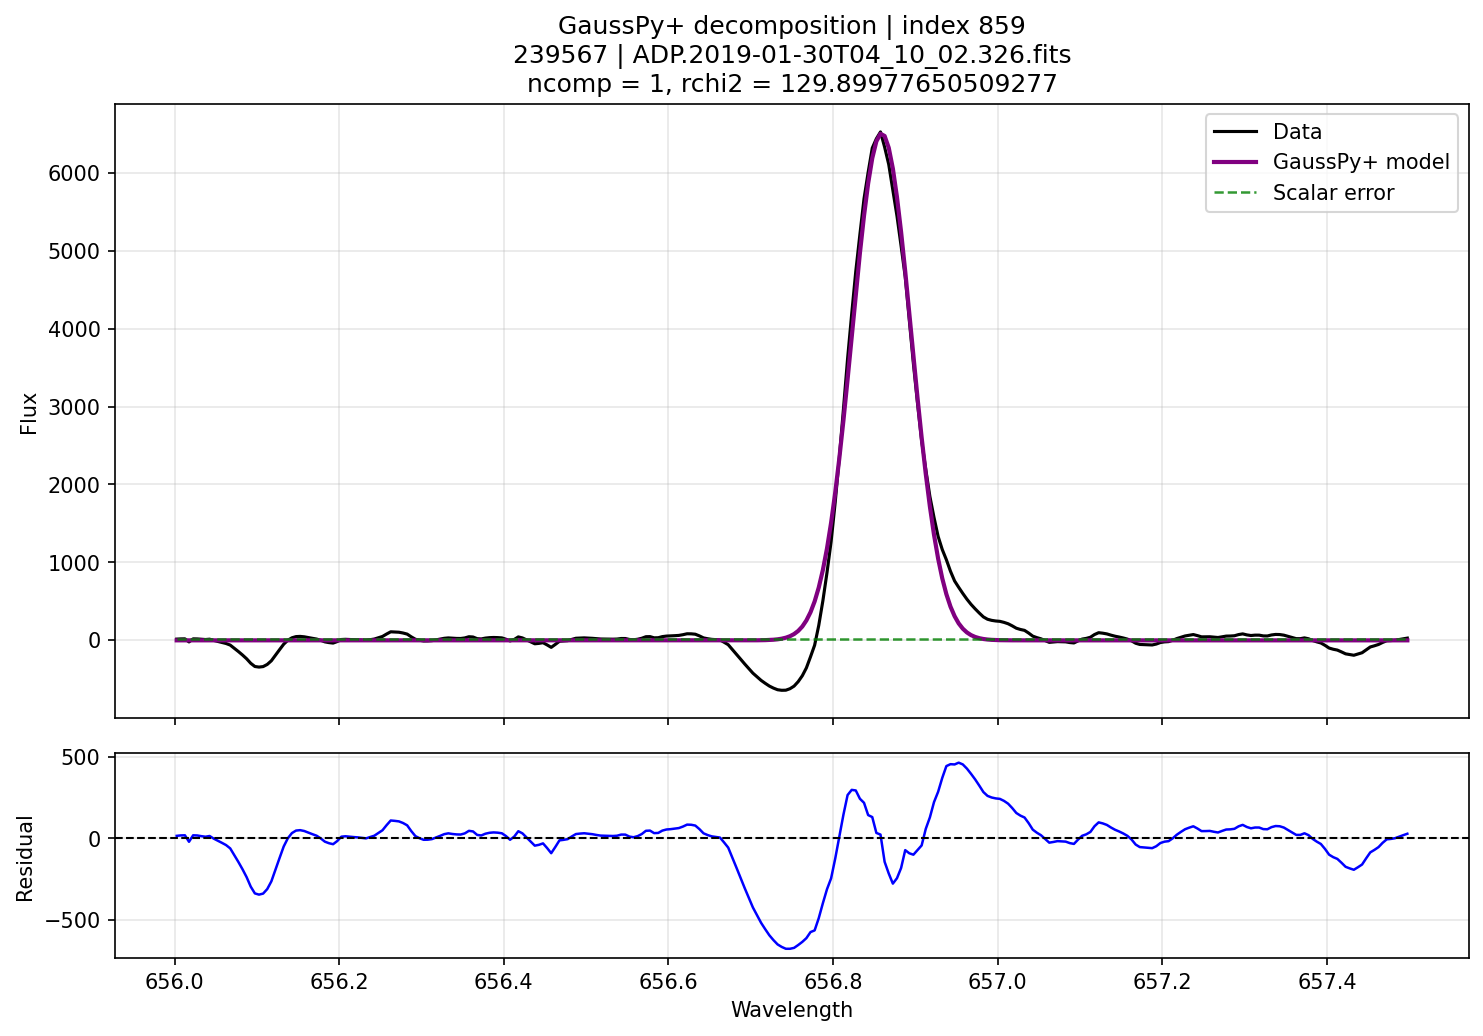 GaussPy+ decomposition | index 859
239567 | ADP.2019-01-30T04_10_02.326.fits
ncomp = 1, rchi2 = 129.89977650509277
Data
GaussPy+ model
Scalar error
Flux
6000
5000
4000
3000
2000
1000
0
Residual
500
0
−500
656.0 656.2 656.4 656.6 656.8 657.0 657.2 657.4
Wavelength